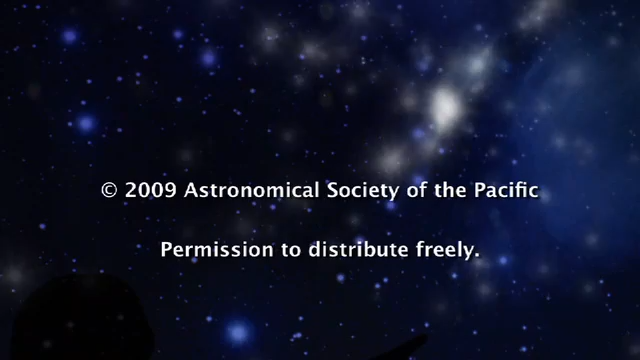 © 2009 Astronomical Society of the Pacific
Permission to distribute freely.